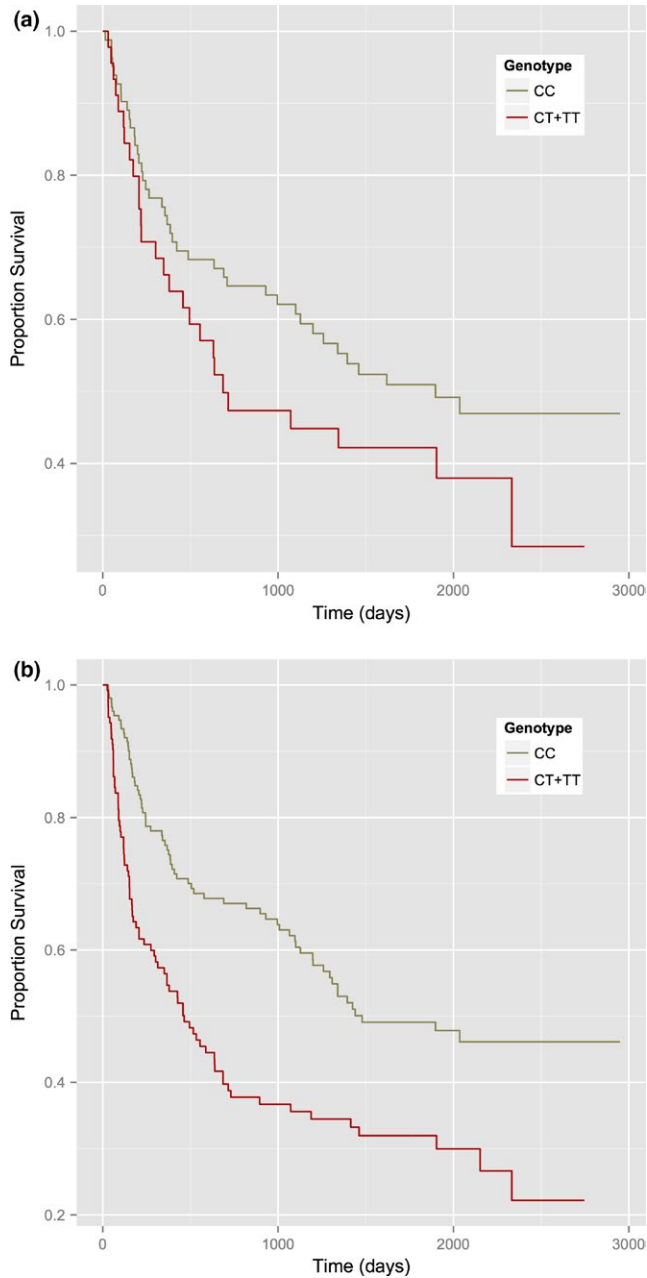 (a)
Genotype
CC
CT+TT
1.0
0.8
0.6
0.4
Proportion Survival
0
1000
2000
3000
Time (days)
(b)
Genotype
CC
CT+TT
1.0
0.8
0.6
0.4
0.2
Proportion Survival
0
1000
2000
3000
Time (days)